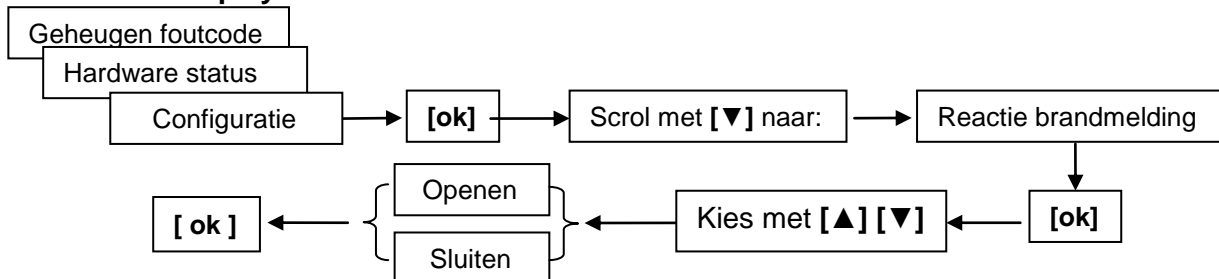 Geheugen foutcode
Hardware status
Configuratie
[ok]
Scrol met [▼] naar:
Reactie brandmelding
[ok]
Kies met [▲] [▼]
Openen
Sluiten
[ ok ]